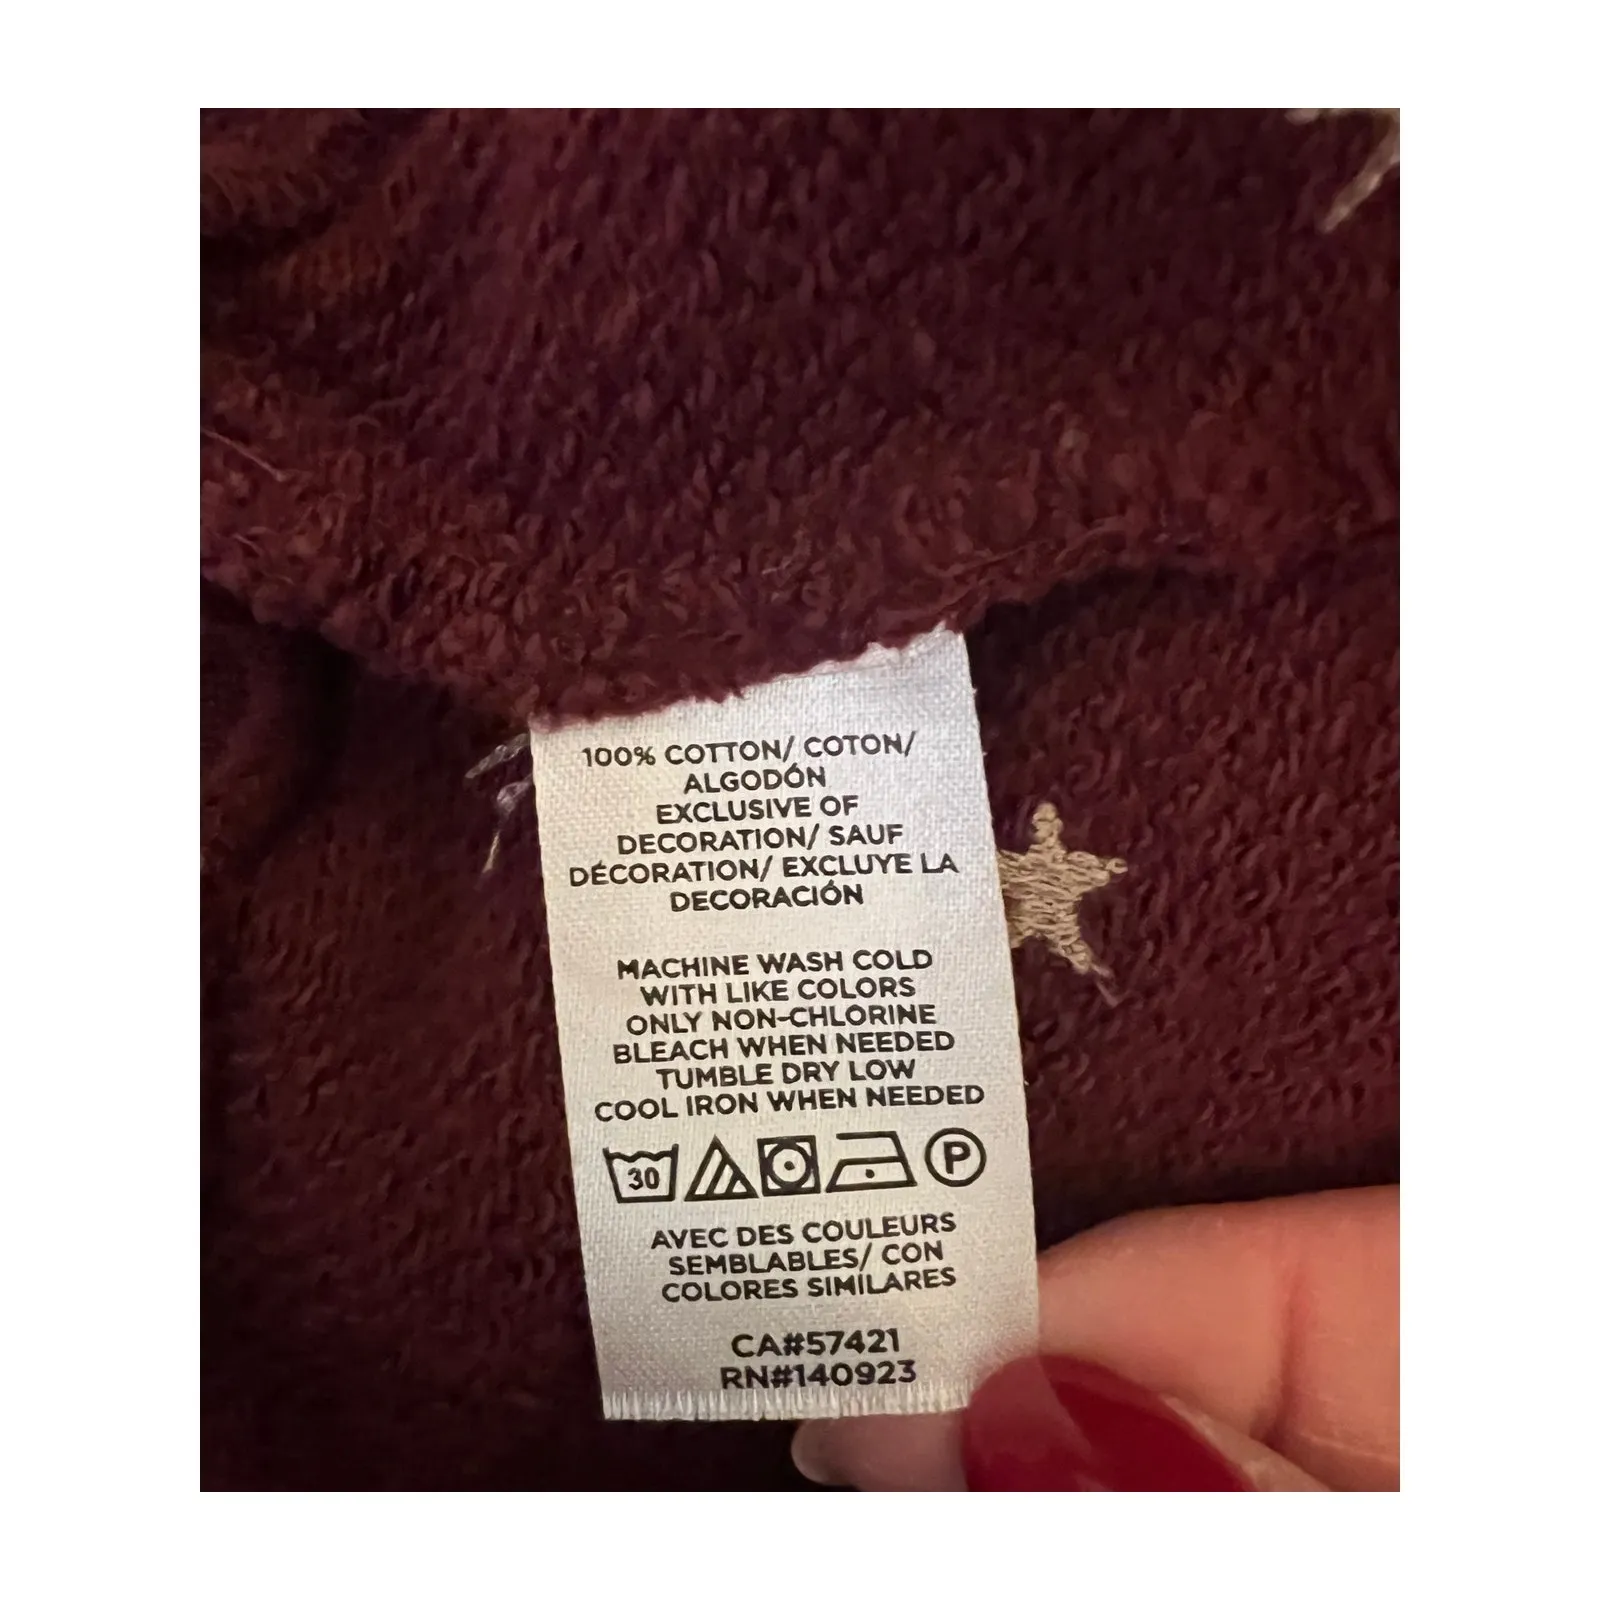 100% COTTON/ COTON/
ALGODÓN
EXCLUSIVE OF
DECORATION/ SAUF
DÉCORATION/ EXCLUYE LA
DECORACIÓN
MACHINE WASH COLD
WITH LIKE COLORS
ONLY NON-CHLORINE
BLEACH WHEN NEEDED
TUMBLE DRY LOW
COOL IRON WHEN NEEDED
30 P
AVEC DES COULEURS
SEMBLABLES/ CON
COLORES SIMILARES
CA#57421
RN#140923